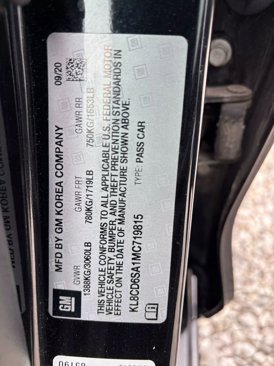 MFD BY GM KOREA COMPANY
09/20
GVWR
GAWR FRT
GAWR RR
1388KG/3060LB
780KG/1719LB
750KG/1653LB
THIS VEHICLE CONFORMS TO ALL APPLICABLE U.S. FEDERAL MOTOR
VEHICLE SAFETY, BUMPER, AND THEFT PREVENTION STANDARDS IN
EFFECT ON THE DATE OF MANUFACTURE SHOWN ABOVE.
TYPE: PASS CAR
KL8CD6SA1MC719815
GM